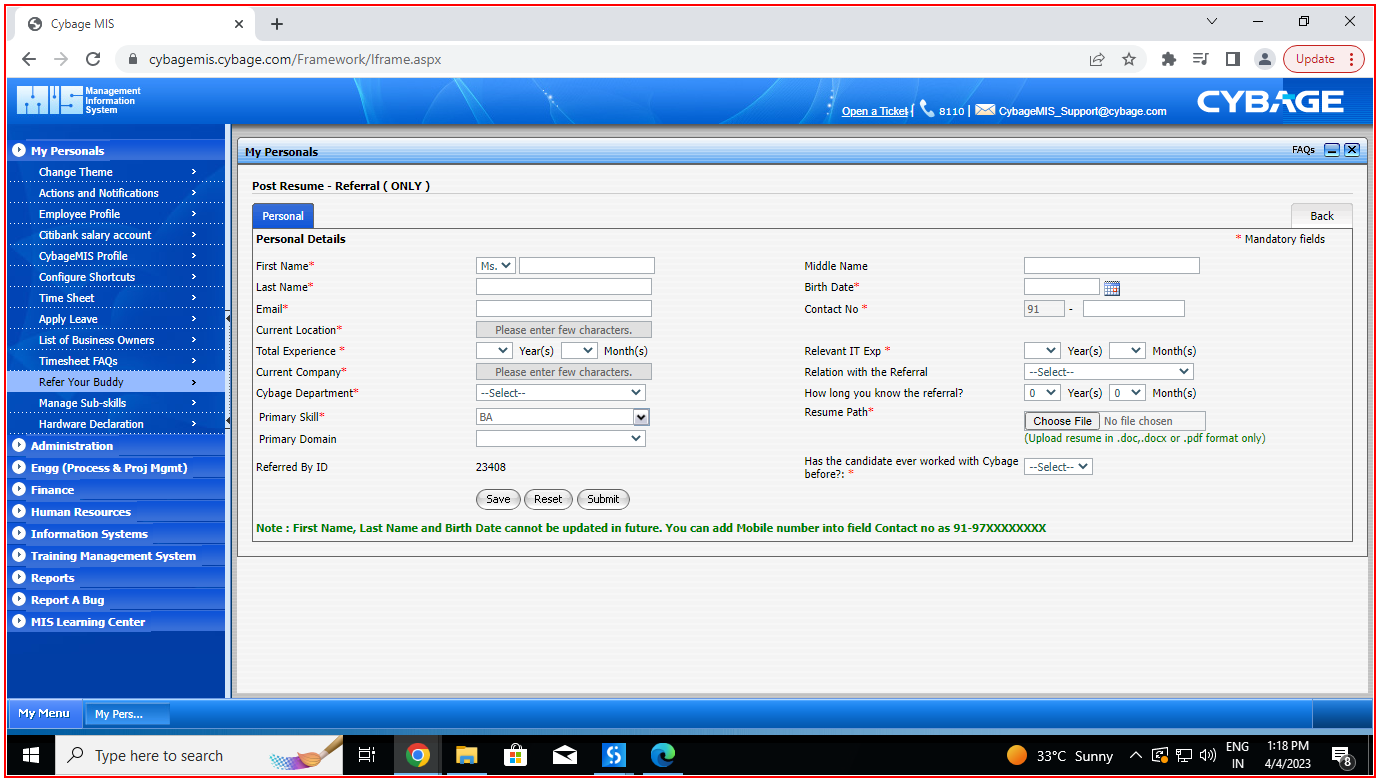 Cybage MIS
cybagemis.cybage.com/Framework/Iframe.aspx
Update
MIS Management Information System
Open a Ticket { 8110 | CybageMIS_Support@cybage.com
CYBAGE
My Personals
Change Theme
Actions and Notifications
Employee Profile
Citibank salary account
CybageMIS Profile
Configure Shortcuts
Time Sheet
Apply Leave
List of Business Owners
Timesheet FAQs
Refer Your Buddy
Manage Sub-skills
Hardware Declaration
Administration
Engg (Process & Proj Mgmt)
Finance
Human Resources
Information Systems
Training Management System
Reports
Report A Bug
MIS Learning Center
My Personals
FAQs
Post Resume - Referral ( ONLY )
Personal
Back
Personal Details
* Mandatory fields
First Name* Ms. Middle Name
Last Name* Birth Date*
Email* Contact No * 91 -
Current Location* Please enter few characters.
Total Experience * Year(s) Month(s) Relevant IT Exp * Year(s) Month(s)
Current Company* Please enter few characters. Relation with the Referral --Select--
Cybage Department* --Select-- How long you know the referral? 0 Year(s) 0 Month(s)
Primary Skill* BA Resume Path* Choose File No file chosen
(Upload resume in .doc,.docx or .pdf format only)
Primary Domain
Referred By ID 23408
Has the candidate ever worked with Cybage
before?: * --Select--
Save Reset Submit
Note : First Name, Last Name and Birth Date cannot be updated in future. You can add Mobile number into field Contact no as 91-97XXXXXXXX
My Menu My Pers...
Type here to search
33°C Sunny
ENG
IN
1:18 PM
4/4/2023
8